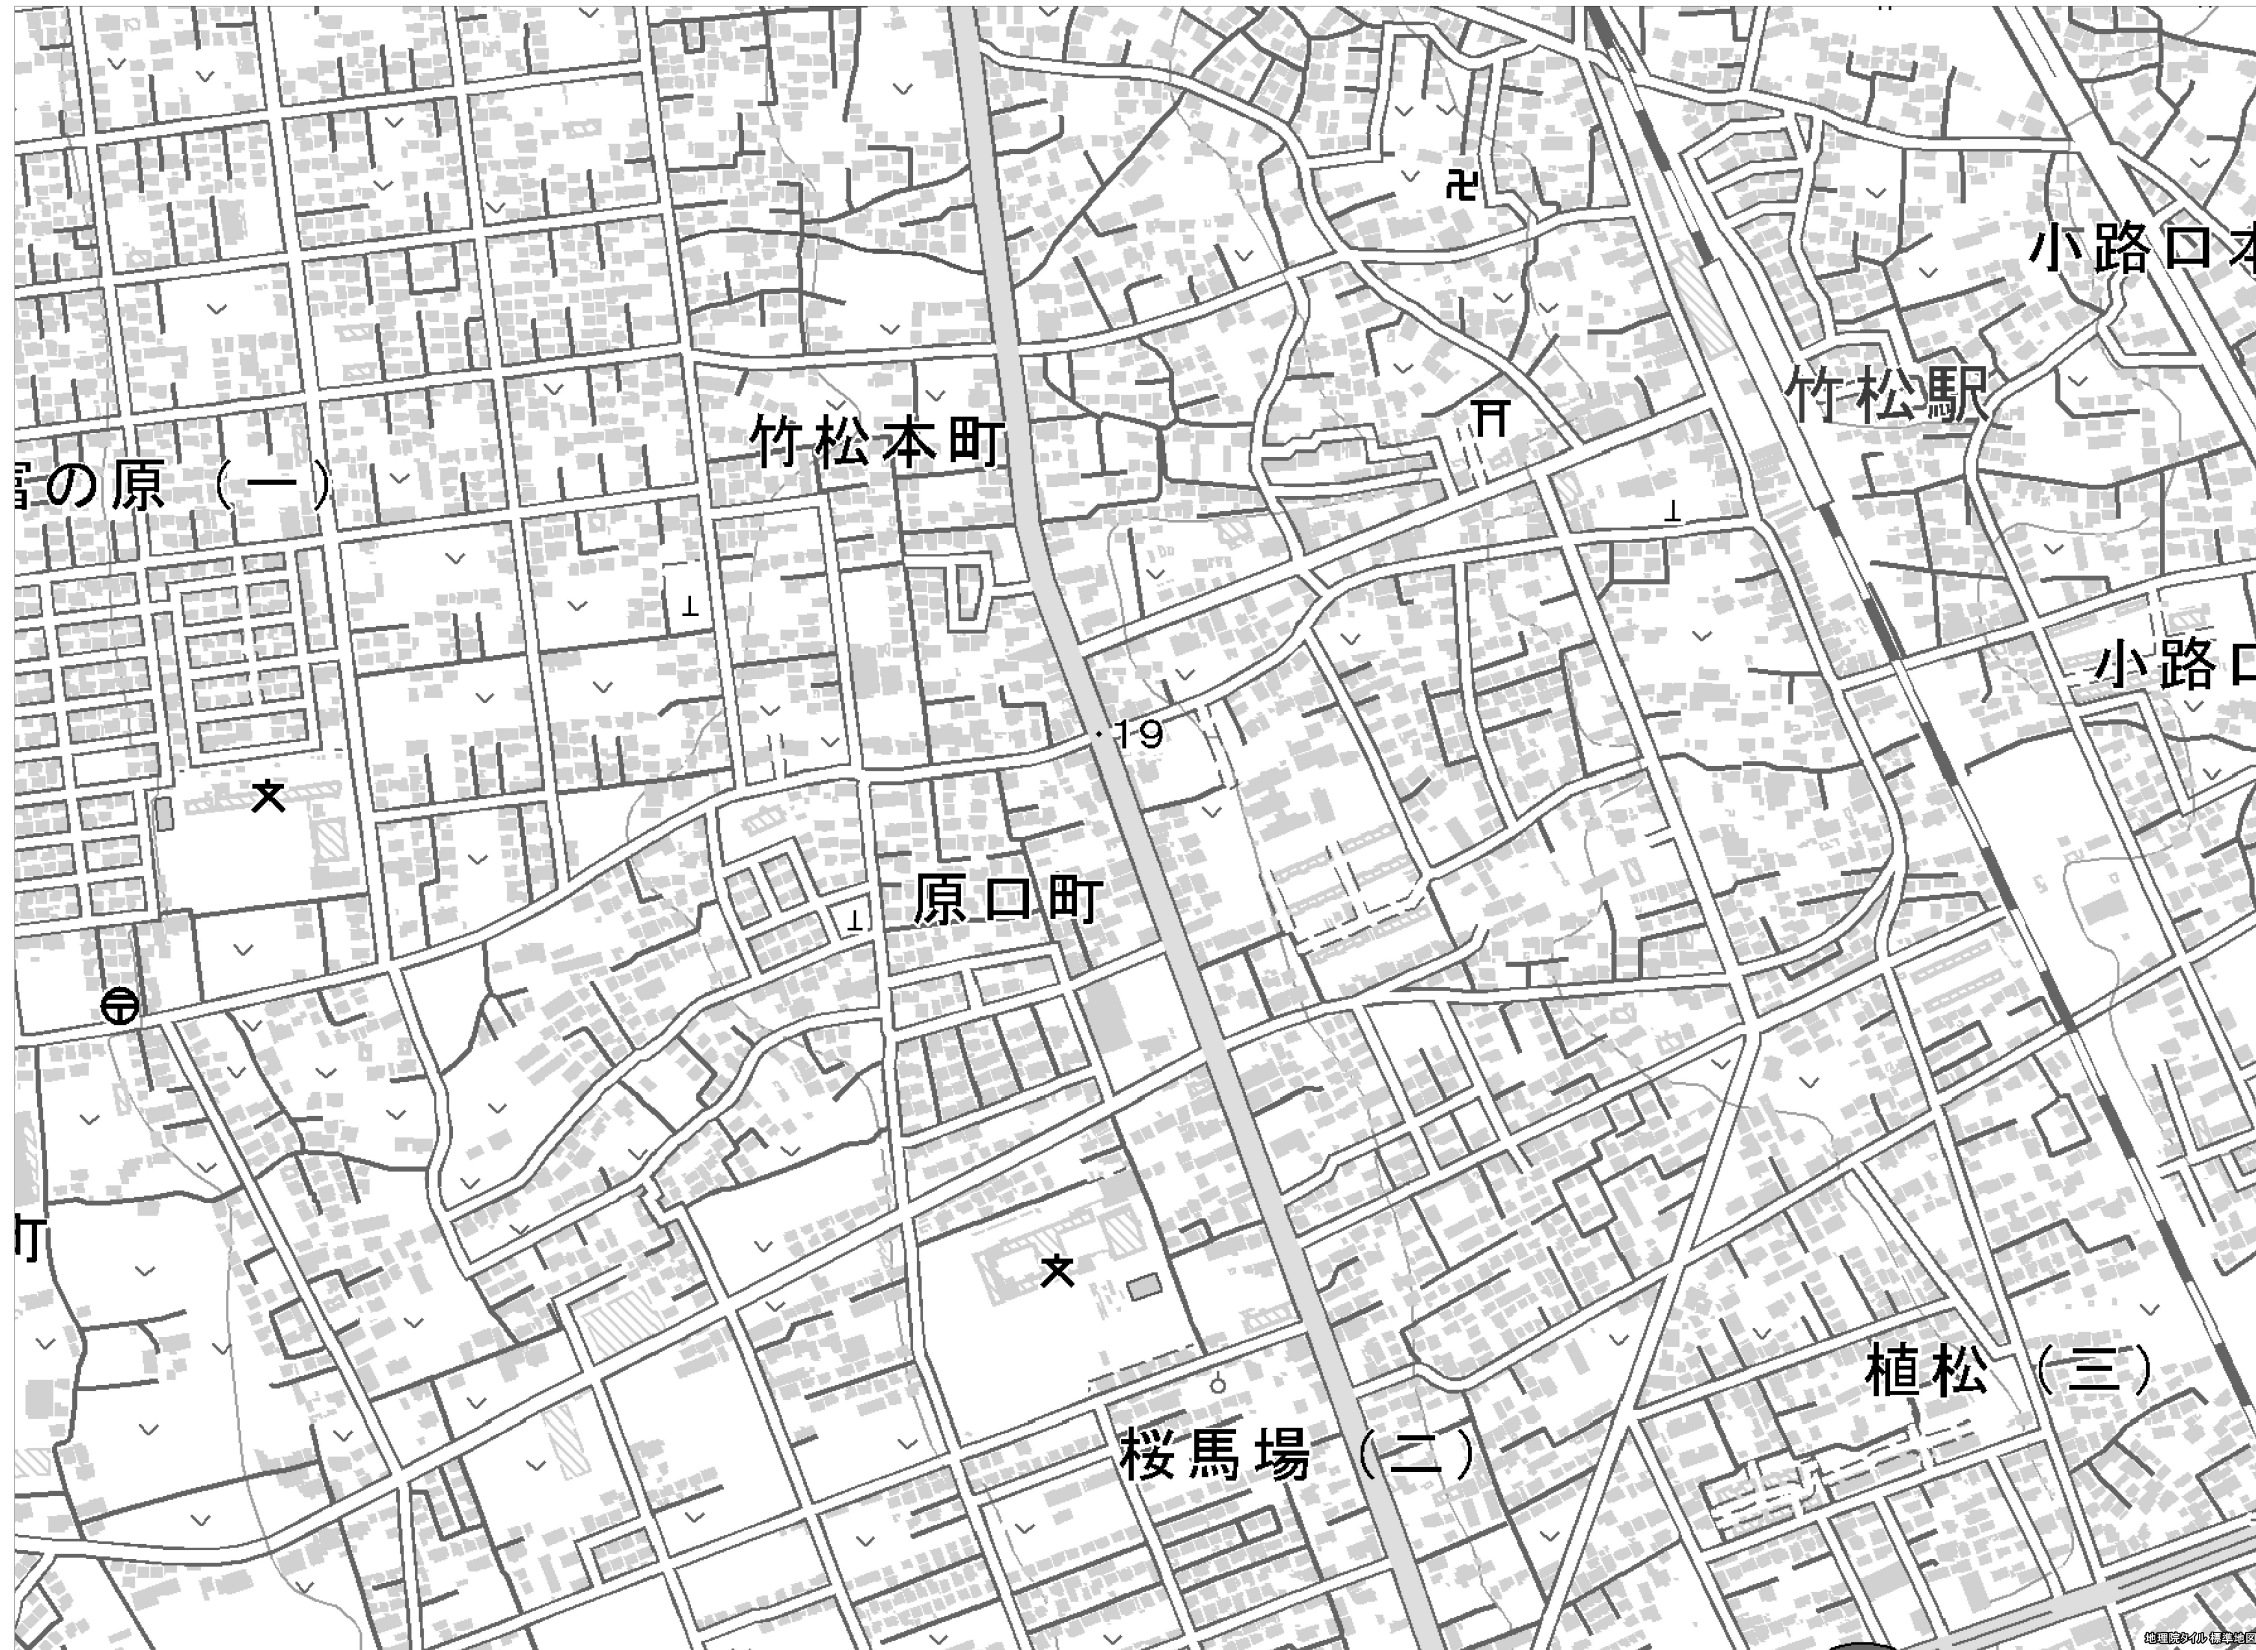 小路口本
竹松駅
竹松本町
富の原（一）
小路口
19
原口町
町
植松（三）
桜馬場（二）
地理院タイル 標準地図